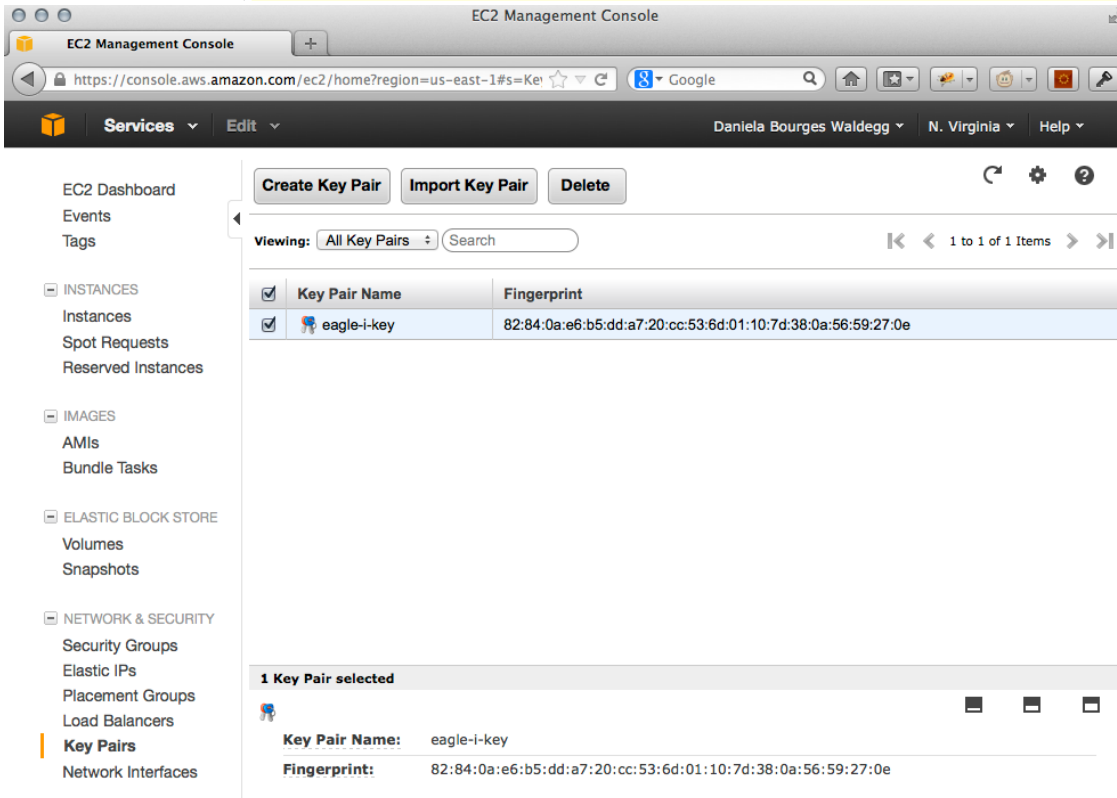 EC2 Management Console
EC2 Management Console
https://console.aws.amazon.com/ec2/home?region=us-east-1#s=Key
Google
Services Edit Daniela Bourges Waldegg N. Virginia Help
EC2 Dashboard
Events
Tags
INSTANCES
Instances
Spot Requests
Reserved Instances
IMAGES
AMIs
Bundle Tasks
ELASTIC BLOCK STORE
Volumes
Snapshots
NETWORK & SECURITY
Security Groups
Elastic IPs
Placement Groups
Load Balancers
Key Pairs
Network Interfaces
Create Key Pair Import Key Pair Delete
Viewing: All Key Pairs Search 1 to 1 of 1 Items
Key Pair Name Fingerprint
eagle-i-key 82:84:0a:e6:b5:dd:a7:20:cc:53:6d:01:10:7d:38:0a:56:59:27:0e
1 Key Pair selected
Key Pair Name: eagle-i-key
Fingerprint: 82:84:0a:e6:b5:dd:a7:20:cc:53:6d:01:10:7d:38:0a:56:59:27:0e